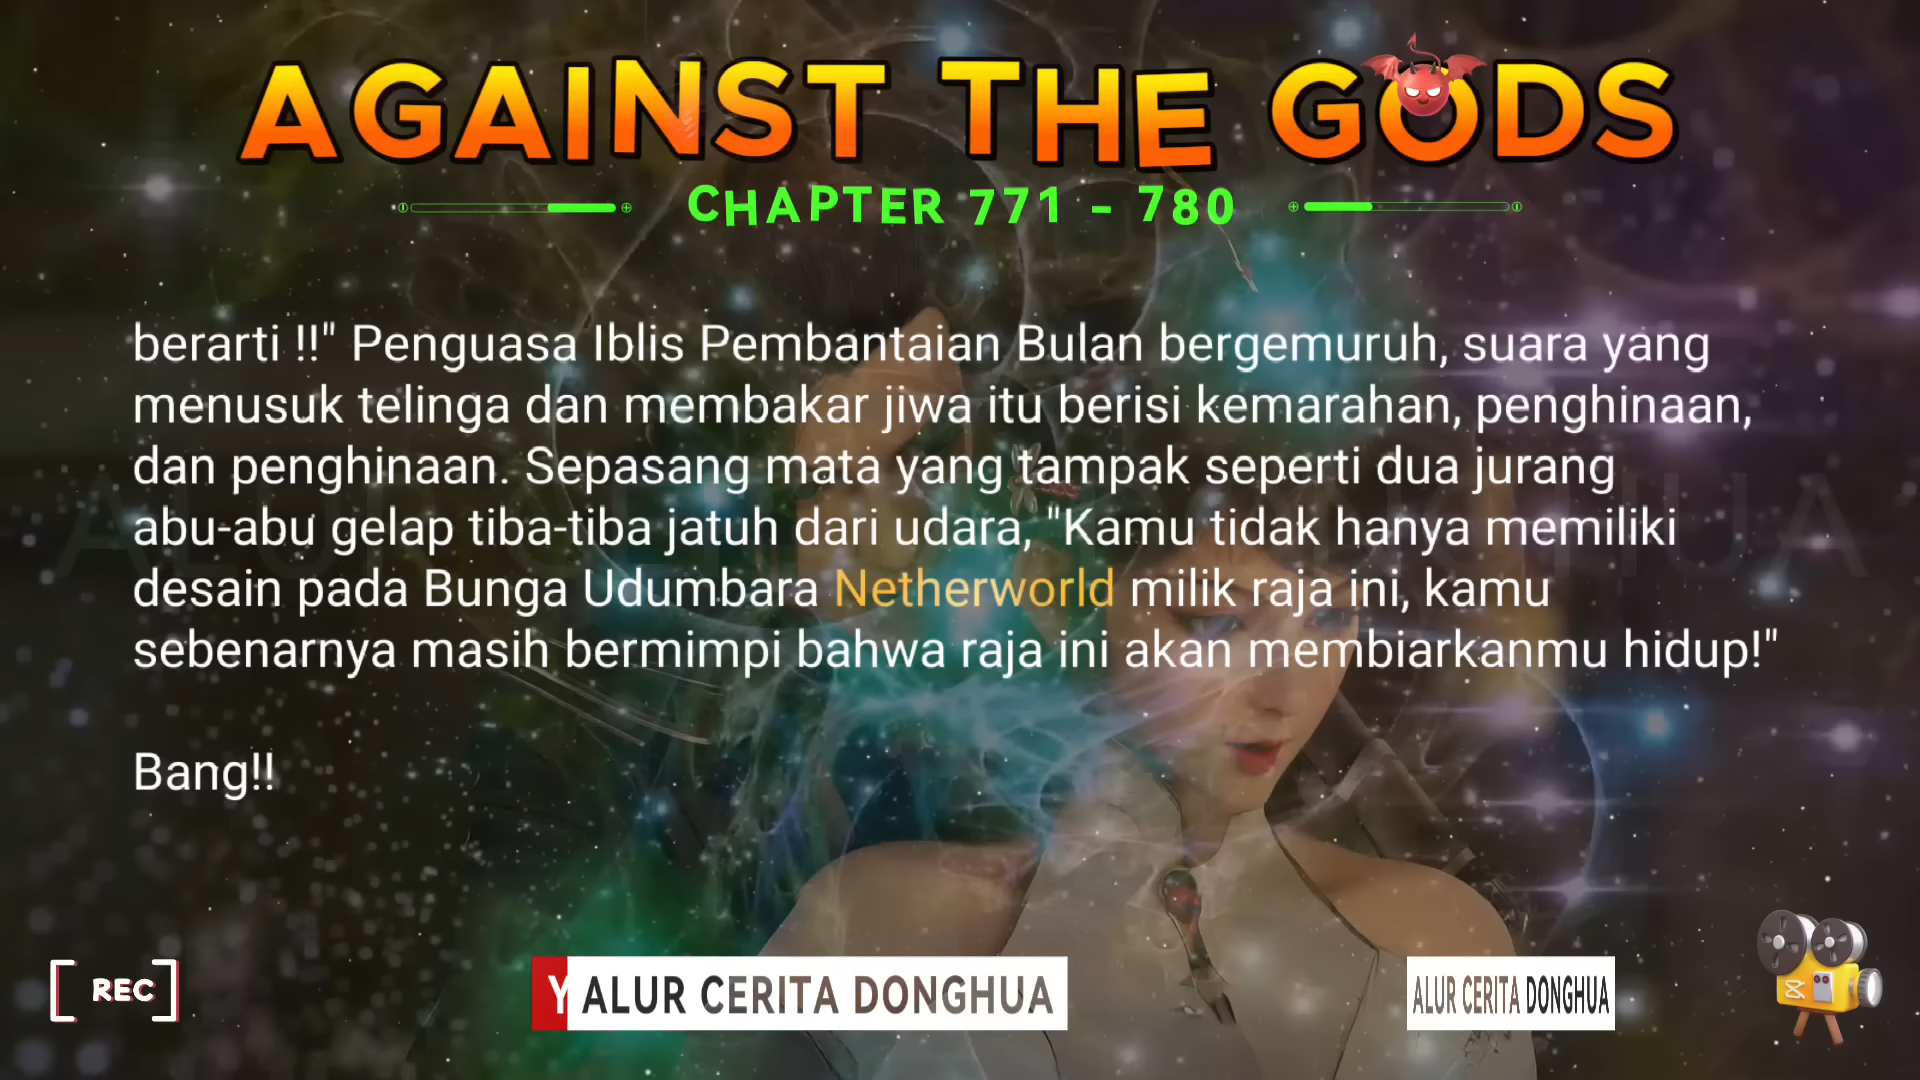 AGAINST THE GODS
CHAPTER 771 - 780
berarti !!" Penguasa Iblis Pembantaian Bulan bergemuruh, suara yang
menusuk telinga dan membakar jiwa itu berisi kemarahan, penghinaan,
dan penghinaan. Sepasang mata yang tampak seperti dua jurang
abu-abu gelap tiba-tiba jatuh dari udara, "Kamu tidak hanya memiliki
desain pada Bunga Udumbara Netherworld milik raja ini, kamu
sebenarnya masih bermimpi bahwa raja ini akan membiarkanmu hidup!"
Bang!!
REC
Y ALUR CERITA DONGHUA
ALUR CERITA DONGHUA